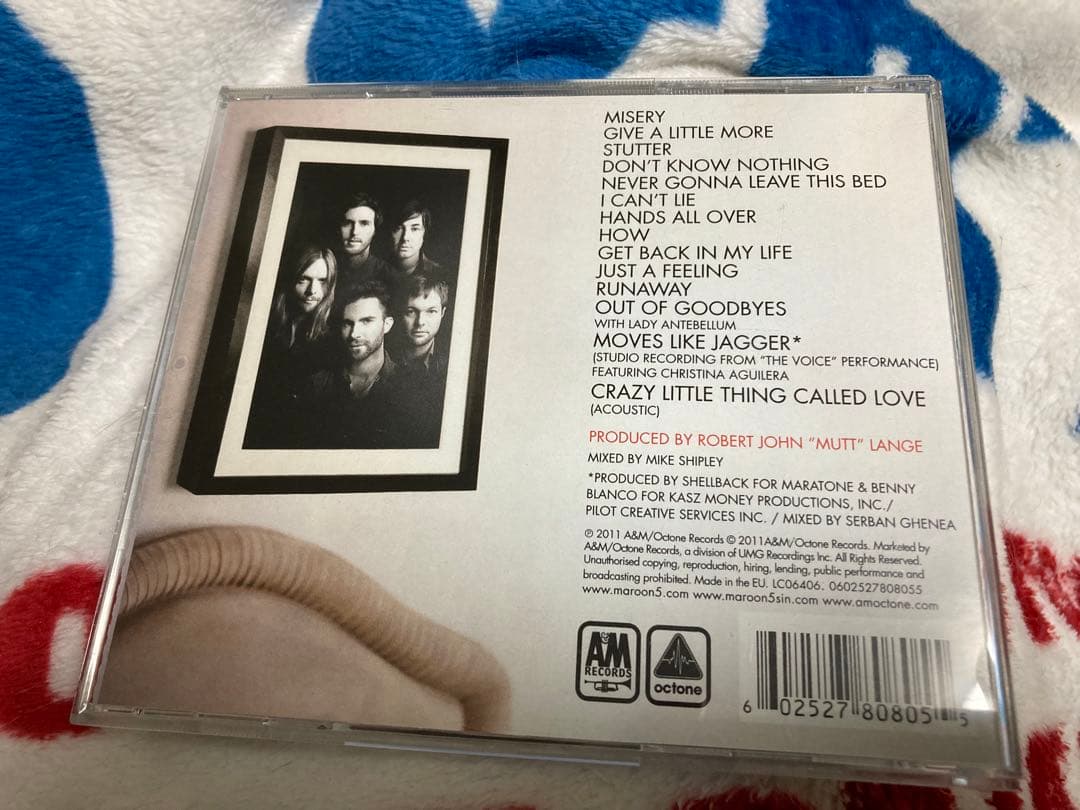 MISERY
GIVE A LITTLE MORE
STUTTER
DON'T KNOW NOTHING
NEVER GONNA LEAVE THIS BED
I CAN'T LIE
HANDS ALL OVER
HOW
GET BACK IN MY LIFE
JUST A FEELING
RUNAWAY
OUT OF GOODBYES
WITH LADY ANTEBELLUM
MOVES LIKE JAGGER*
(STUDIO RECORDING FROM "THE VOICE" PERFORMANCE)
FEATURING CHRISTINA AGUILERA
CRAZY LITTLE THING CALLED LOVE
(ACOUSTIC)
PRODUCED BY ROBERT JOHN "MUTT" LANGE
MIXED BY MIKE SHIPLEY
*PRODUCED BY SHELLBACK FOR MARATONE & BENNY
BLANCO FOR KASZ MONEY PRODUCTIONS, INC./
PILOT CREATIVE SERVICES INC. / MIXED BY SERBAN GHENEA
℗ 2011 A&M/Octone Records © 2011A&M/Octone Records. Marketed by
A&M/Octone Records, a division of UMG Recordings Inc. All Rights Reserved.
Unauthorised copying, reproduction, hiring, lending, public performance and
broadcasting prohibited. Made in the EU. LC06406. 0602527808055
www.maroon5.com www.maroon5sin.com www.amoctone.com
A&M
RECORDS
octone
6 02527 80805 5